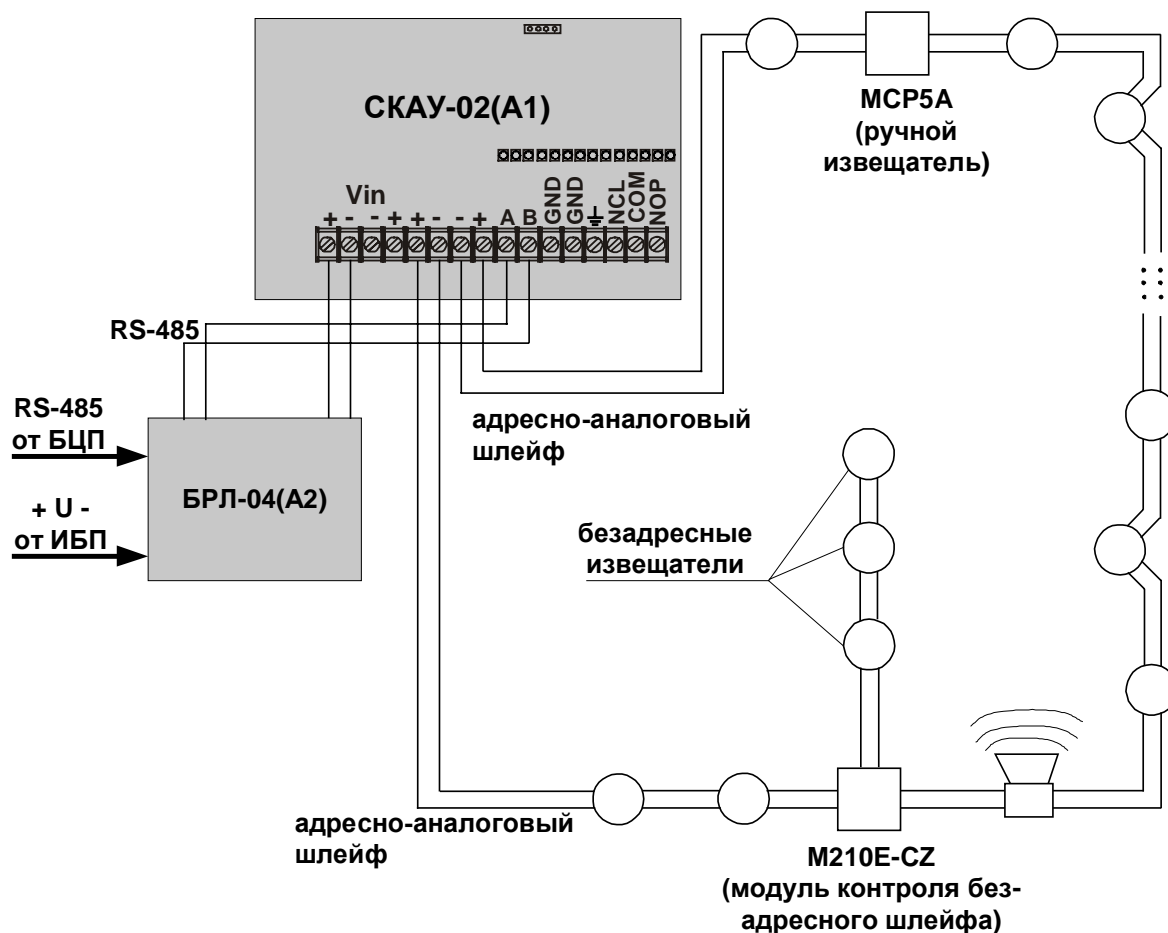 СКАУ-02(А1)
Vin
+ - - + + - - + A B GND GND NCL COM NOP
MCP5A
(ручной
извещатель)
RS-485
RS-485
от БЦП
+ U -
от ИБП
БРЛ-04(А2)
адресно-аналоговый
шлейф
безадресные
извещатели
адресно-аналоговый
шлейф
M210E-CZ
(модуль контроля без-
адресного шлейфа)